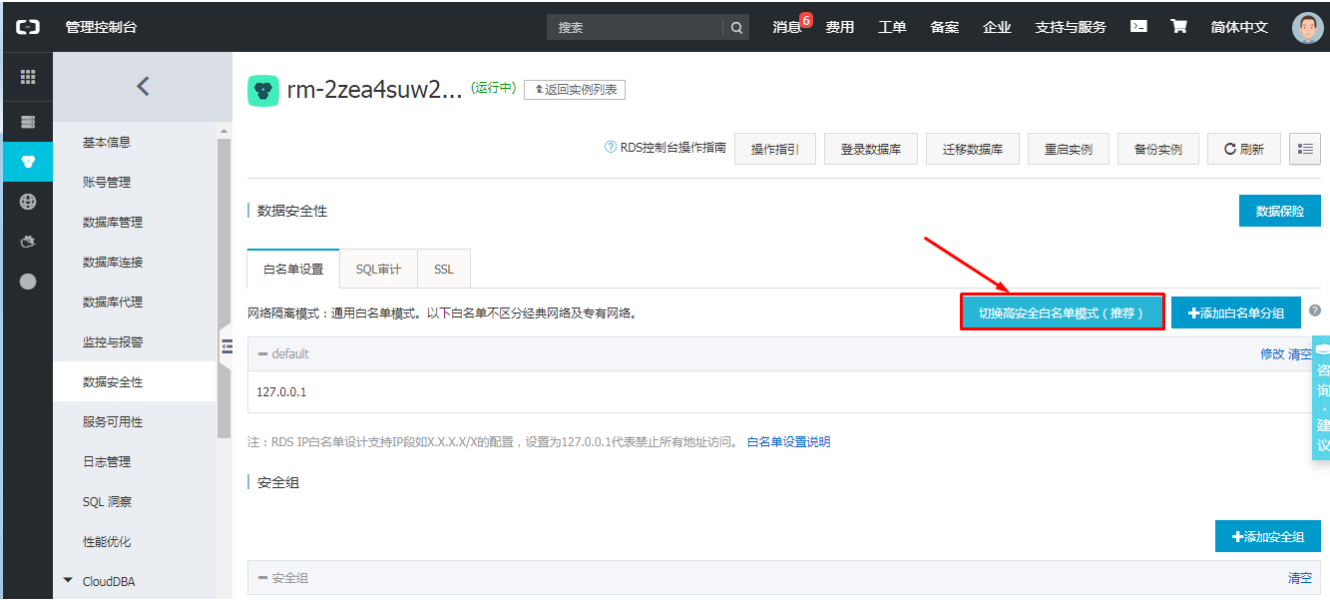 管理控制台
搜索
消息 6 费用 工单 备案 企业 支持与服务 简体中文
rm-2zea4suw2... (运行中) 返回实例列表
RDS控制台操作指南 操作指引 登录数据库 迁移数据库 重启实例 备份实例 刷新
基本信息
账号管理
数据库管理
数据库连接
数据库代理
监控与报警
数据安全性
服务可用性
日志管理
SQL 洞察
性能优化
CloudDBA
数据安全性 数据保险
白名单设置 SQL审计 SSL
网络隔离模式：通用白名单模式。以下白名单不区分经典网络及专有网络。 切换高安全白名单模式（推荐） 添加白名单分组
default 修改 清空
127.0.0.1
注：RDS IP白名单设计支持IP段如X.X.X.X/X的配置，设置为127.0.0.1代表禁止所有地址访问。 白名单设置说明
安全组
添加安全组
安全组 清空
咨询·建议